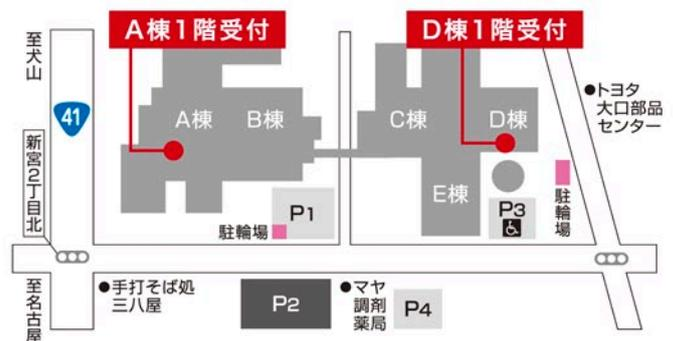 A棟1階受付
D棟1階受付
至犬山
41
新宮2丁目北
至名古屋
A棟
B棟
C棟
D棟
E棟
●トヨタ
大口部品
センター
P1
駐輪場
P3
駐輪場
●手打そば処
三八屋
P2
●マヤ
調剤
薬局
P4